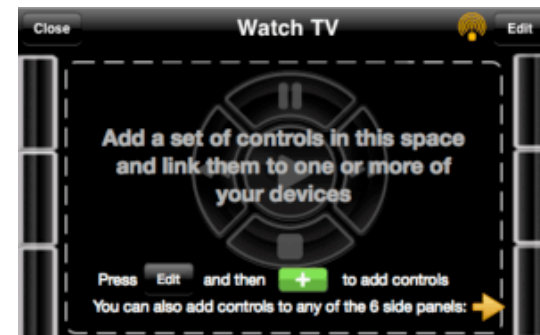 Close Watch TV Edit
Add a set of controls in this space
and link them to one or more of
your devices
Press Edit and then + to add controls
You can also add controls to any of the 6 side panels: